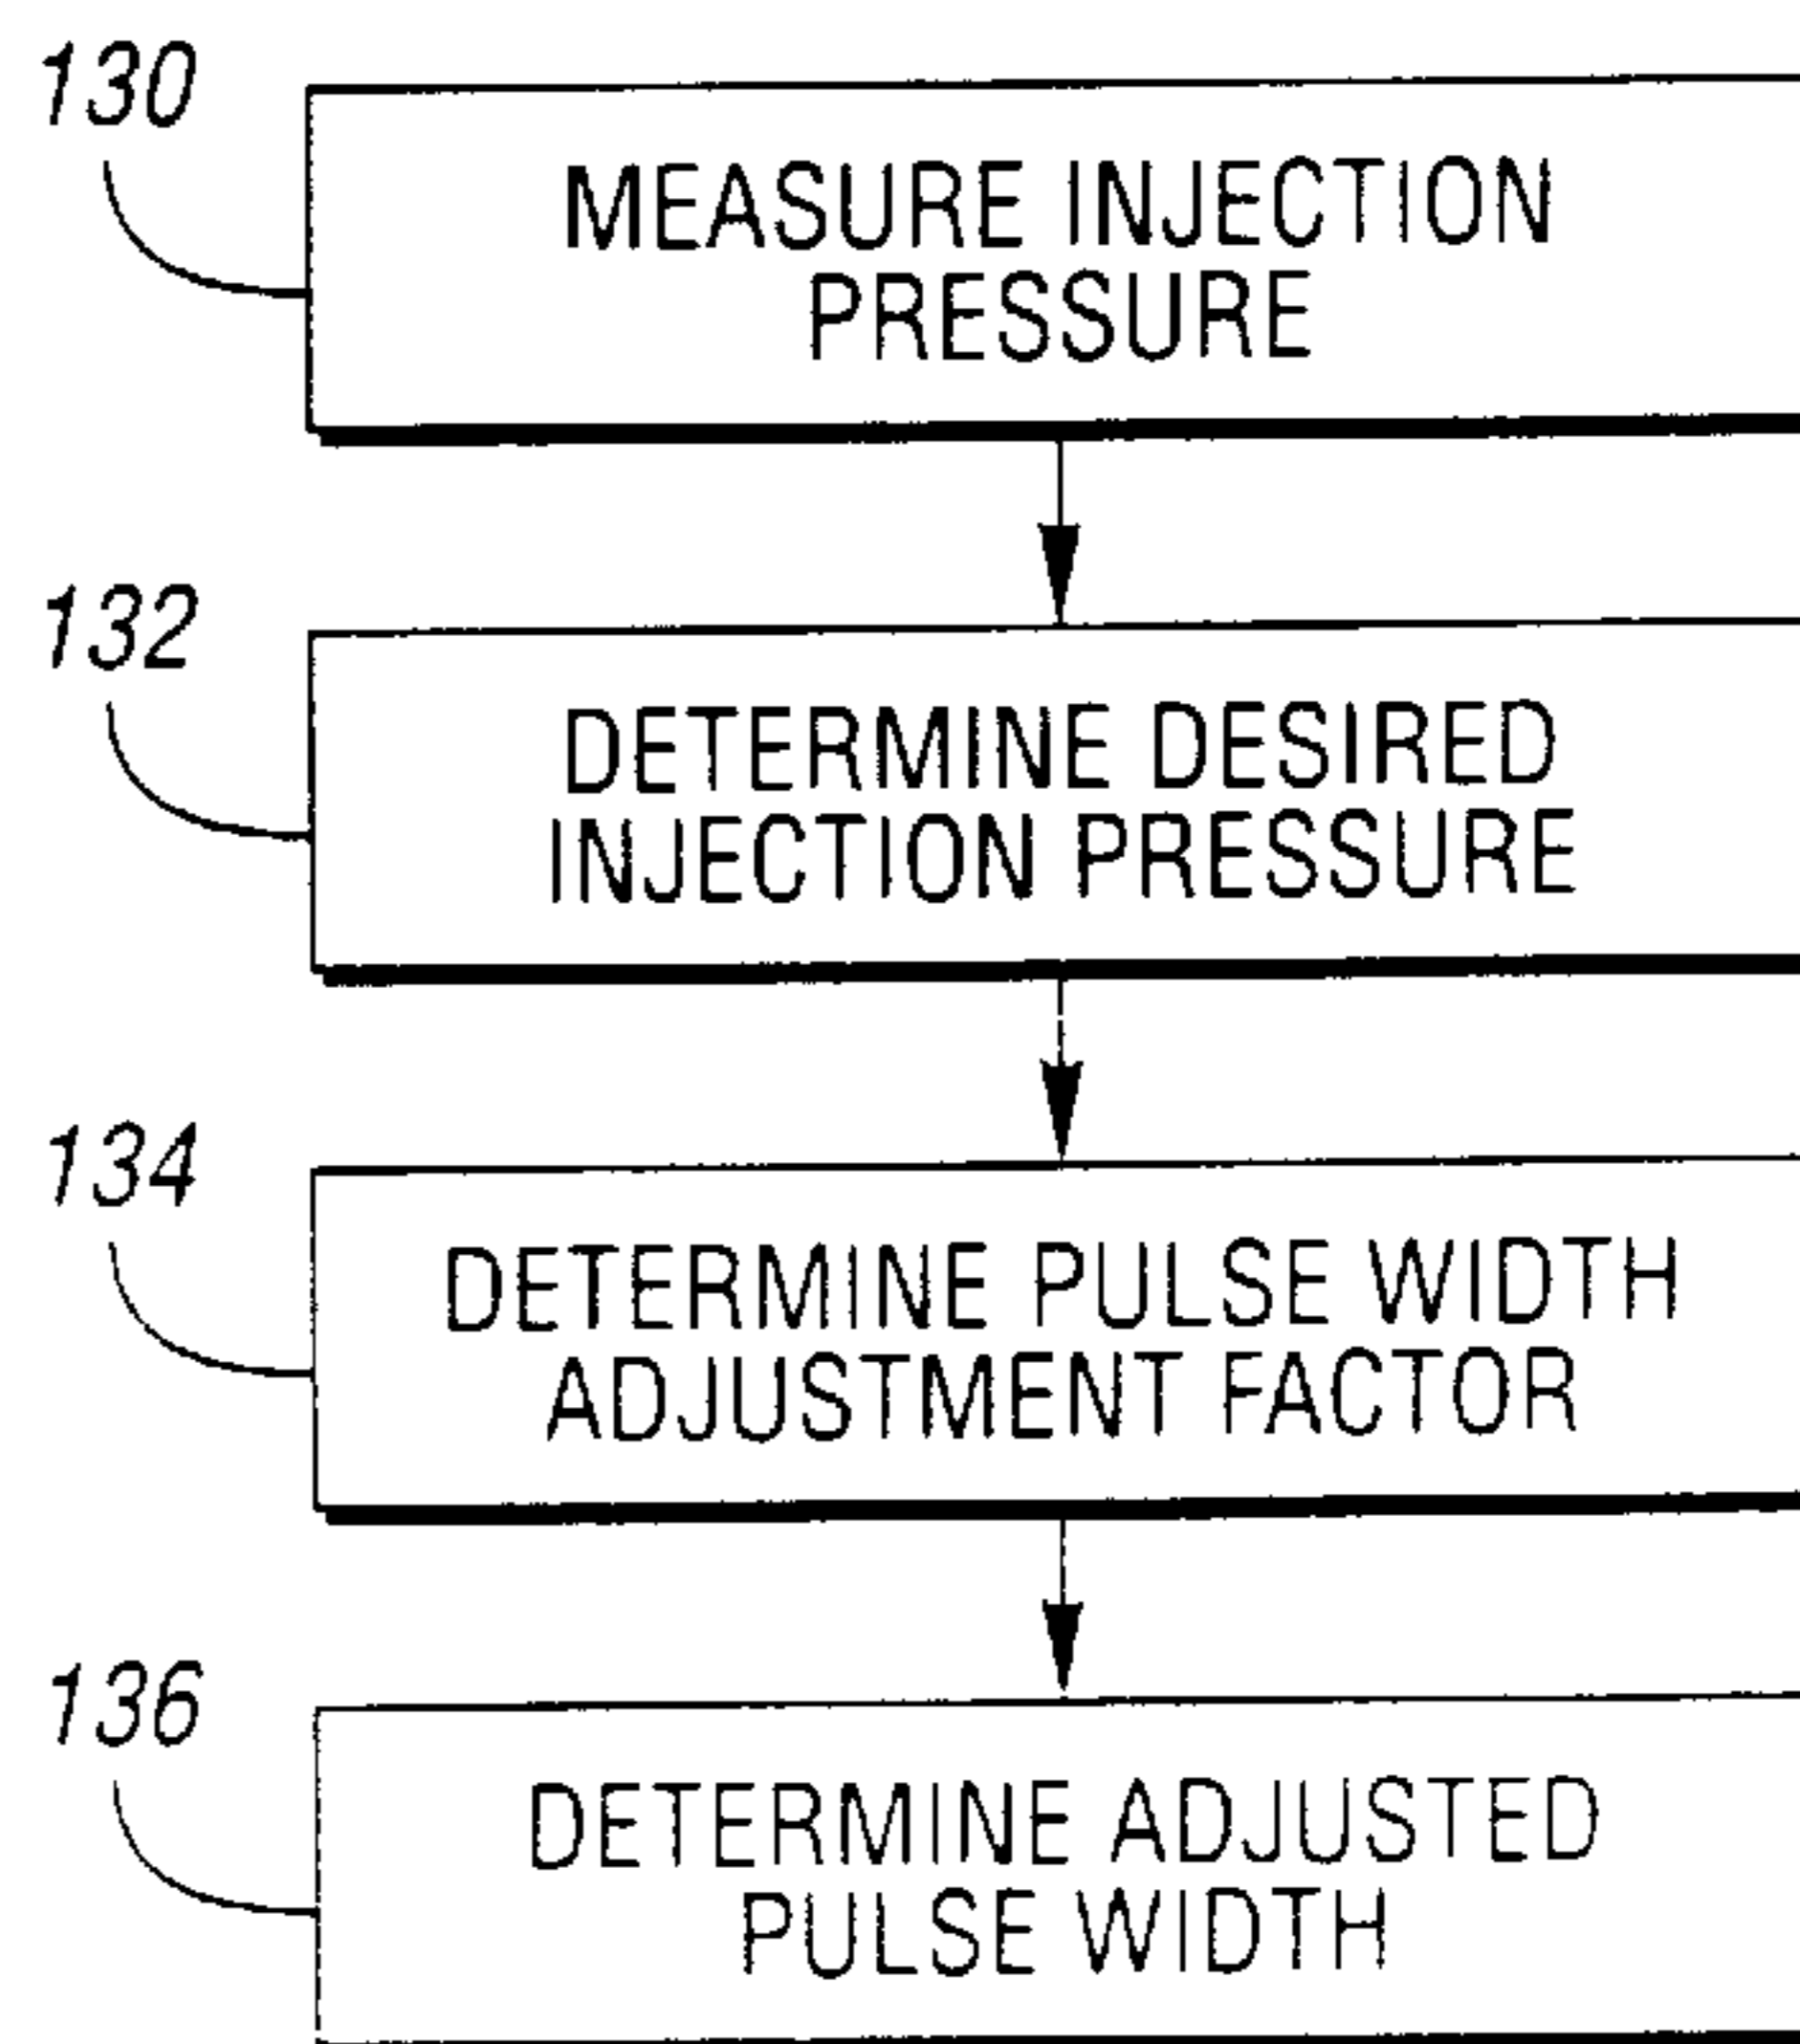 130
MEASURE INJECTION
PRESSURE
132
DETERMINE DESIRED
INJECTION PRESSURE
134
DETERMINE PULSE WIDTH
ADJUSTMENT FACTOR
136
DETERMINE ADJUSTED
PULSE WIDTH